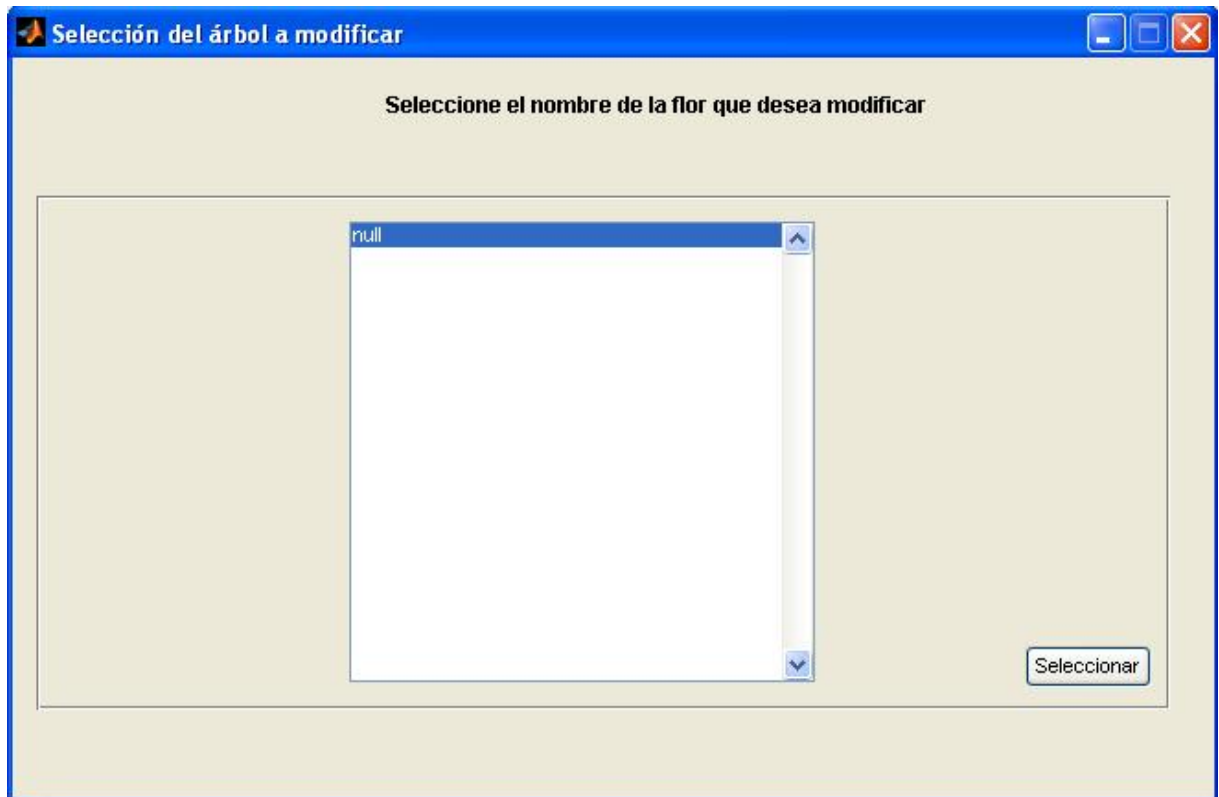 Selección del árbol a modificar
Seleccione el nombre de la flor que desea modificar
null
Seleccionar